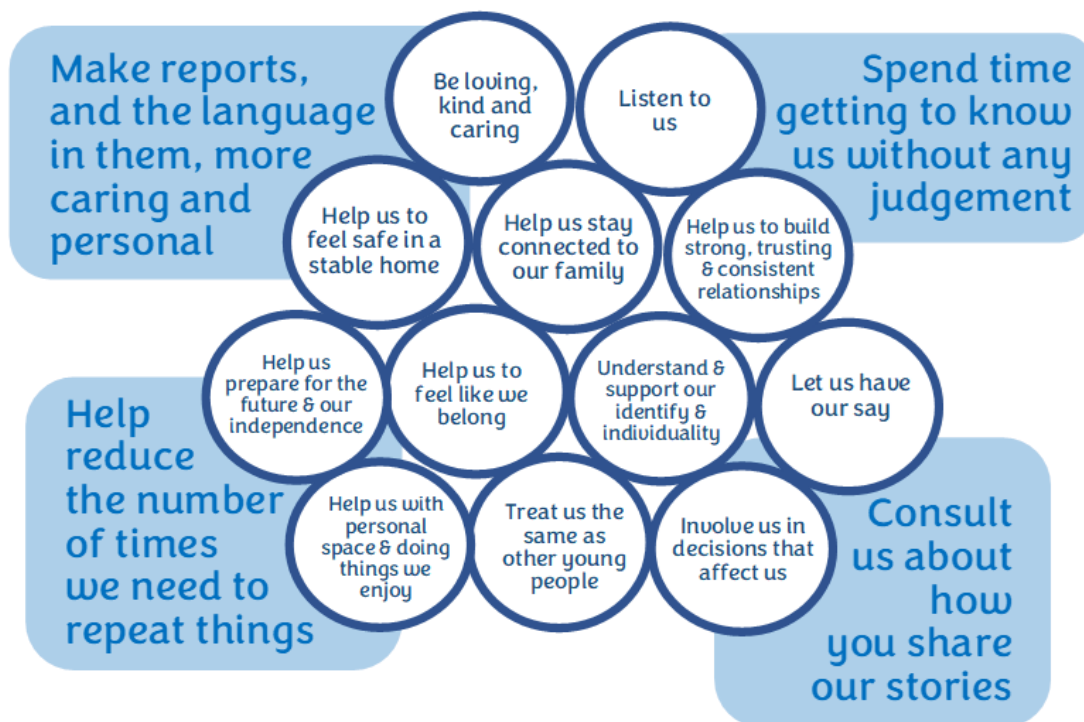 Make reports,
and the language
in them, more
caring and
personal
Be loving,
kind and
caring
Listen to
us
Spend time
getting to know
us without any
judgement
Help us to
feel safe in a
stable home
Help us stay
connected to
our family
Help us to build
strong, trusting
& consistent
relationships
Help us
prepare for the
future & our
independence
Help us to
feel like we
belong
Understand &
support our
identify &
individuality
Let us have
our say
Help
reduce
the number
of times
we need to
repeat things
Help us with
personal
space & doing
things we
enjoy
Treat us the
same as
other young
people
Involve us in
decisions that
affect us
Consult
us about
how
you share
our stories